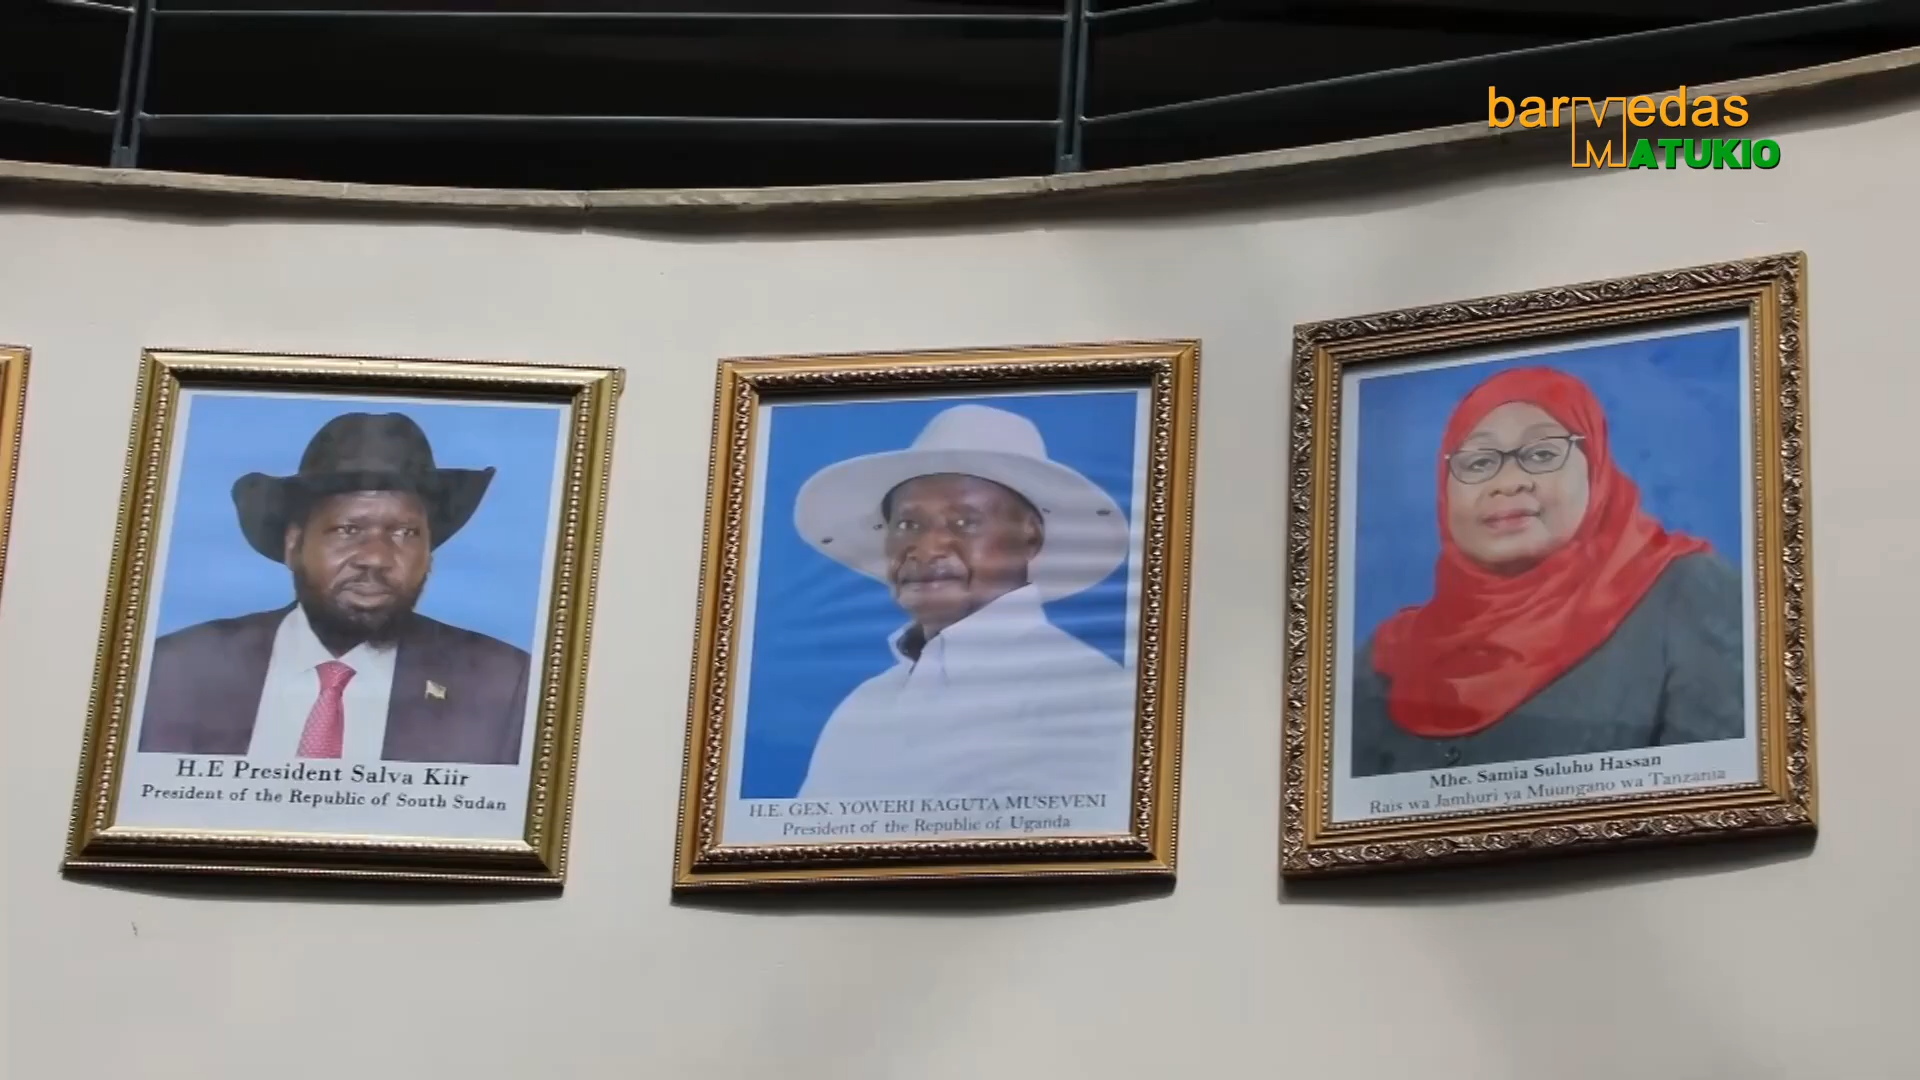 barmedas
MATUKIO
H.E President Salva Kiir
President of the Republic of South Sudan
H.E. GEN. YOWERI KAGUTA MUSEVENI
President of the Republic of Uganda
Mhe. Samia Suluhu Hassan
Rais wa Jamhuri ya Muungano wa Tanzania